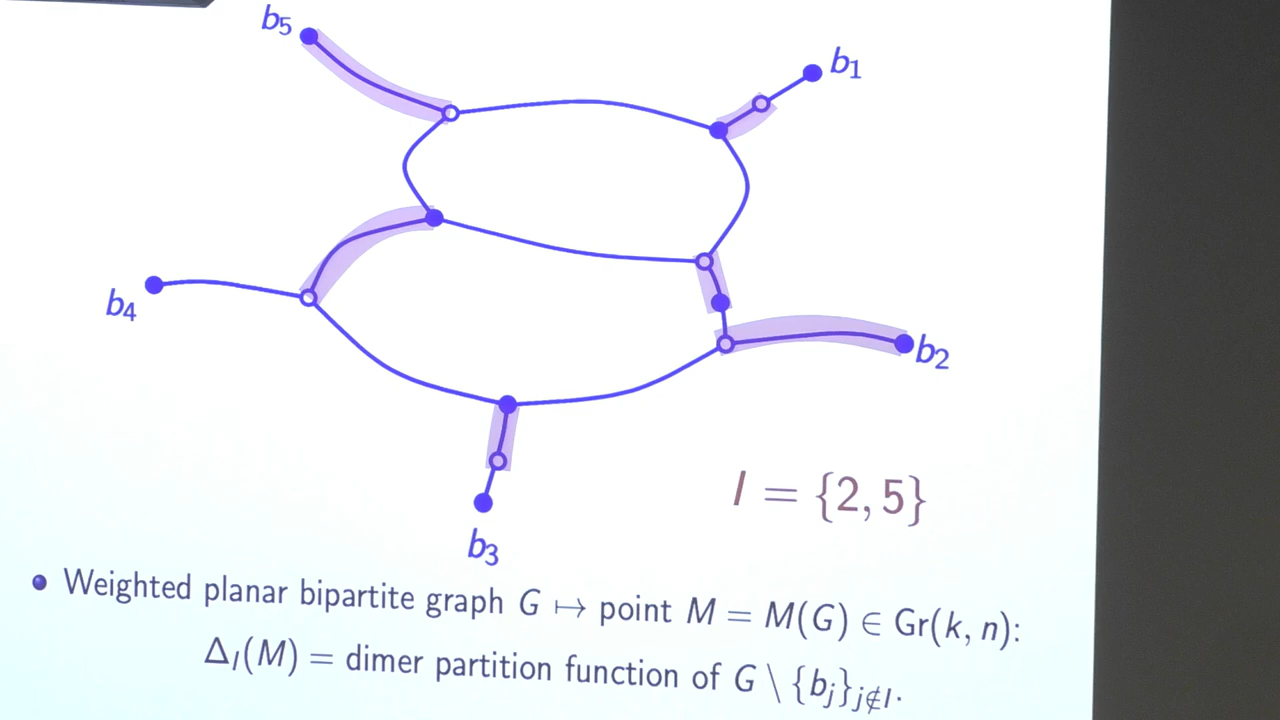 b₅
b₁
b₄
b₂
b₃
I = {2, 5}
• Weighted planar bipartite graph G ↦ point M = M(G) ∈ Gr(k, n):
Δ_I(M) = dimer partition function of G \ {b_j}_{j∉I}.